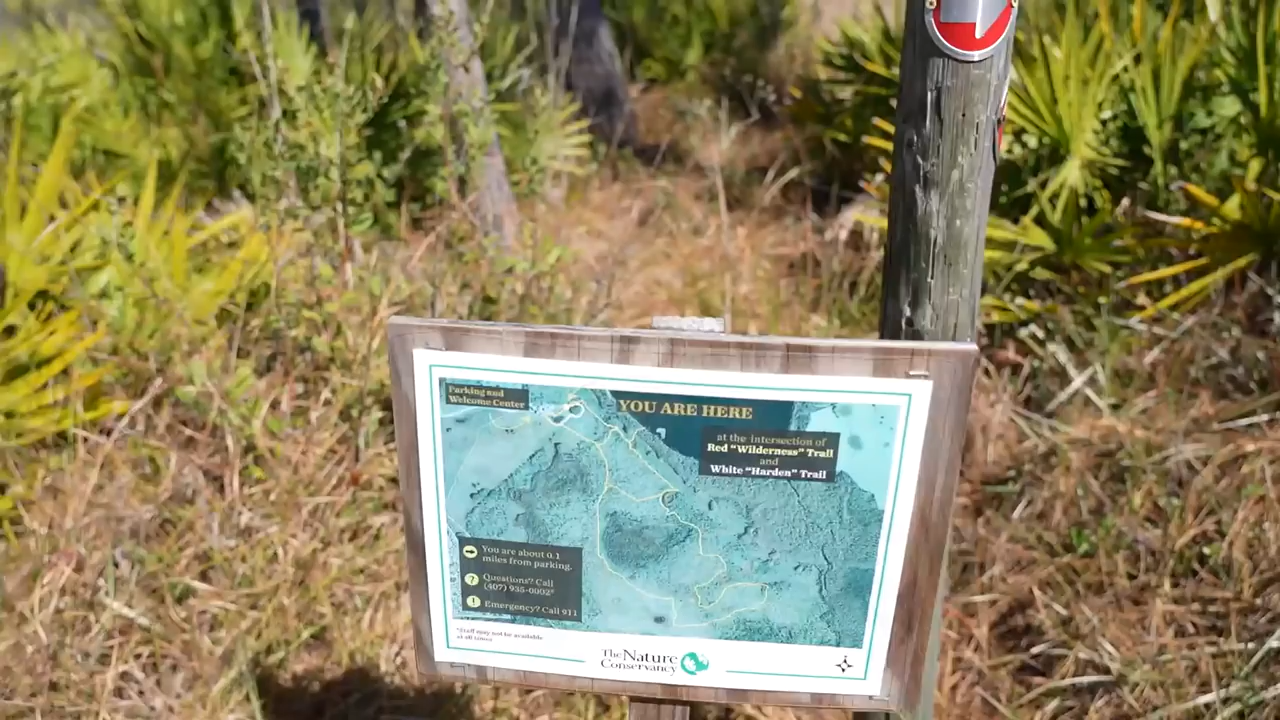 Parking and
Welcome Center
YOU ARE HERE
at the intersection of
Red "Wilderness" Trail
and
White "Harden" Trail
You are about 0.1
miles from parking.
Questions? Call
(407) 935-0002*
Emergency? Call 911
*Staff may not be available
at all times
The Nature
Conservancy